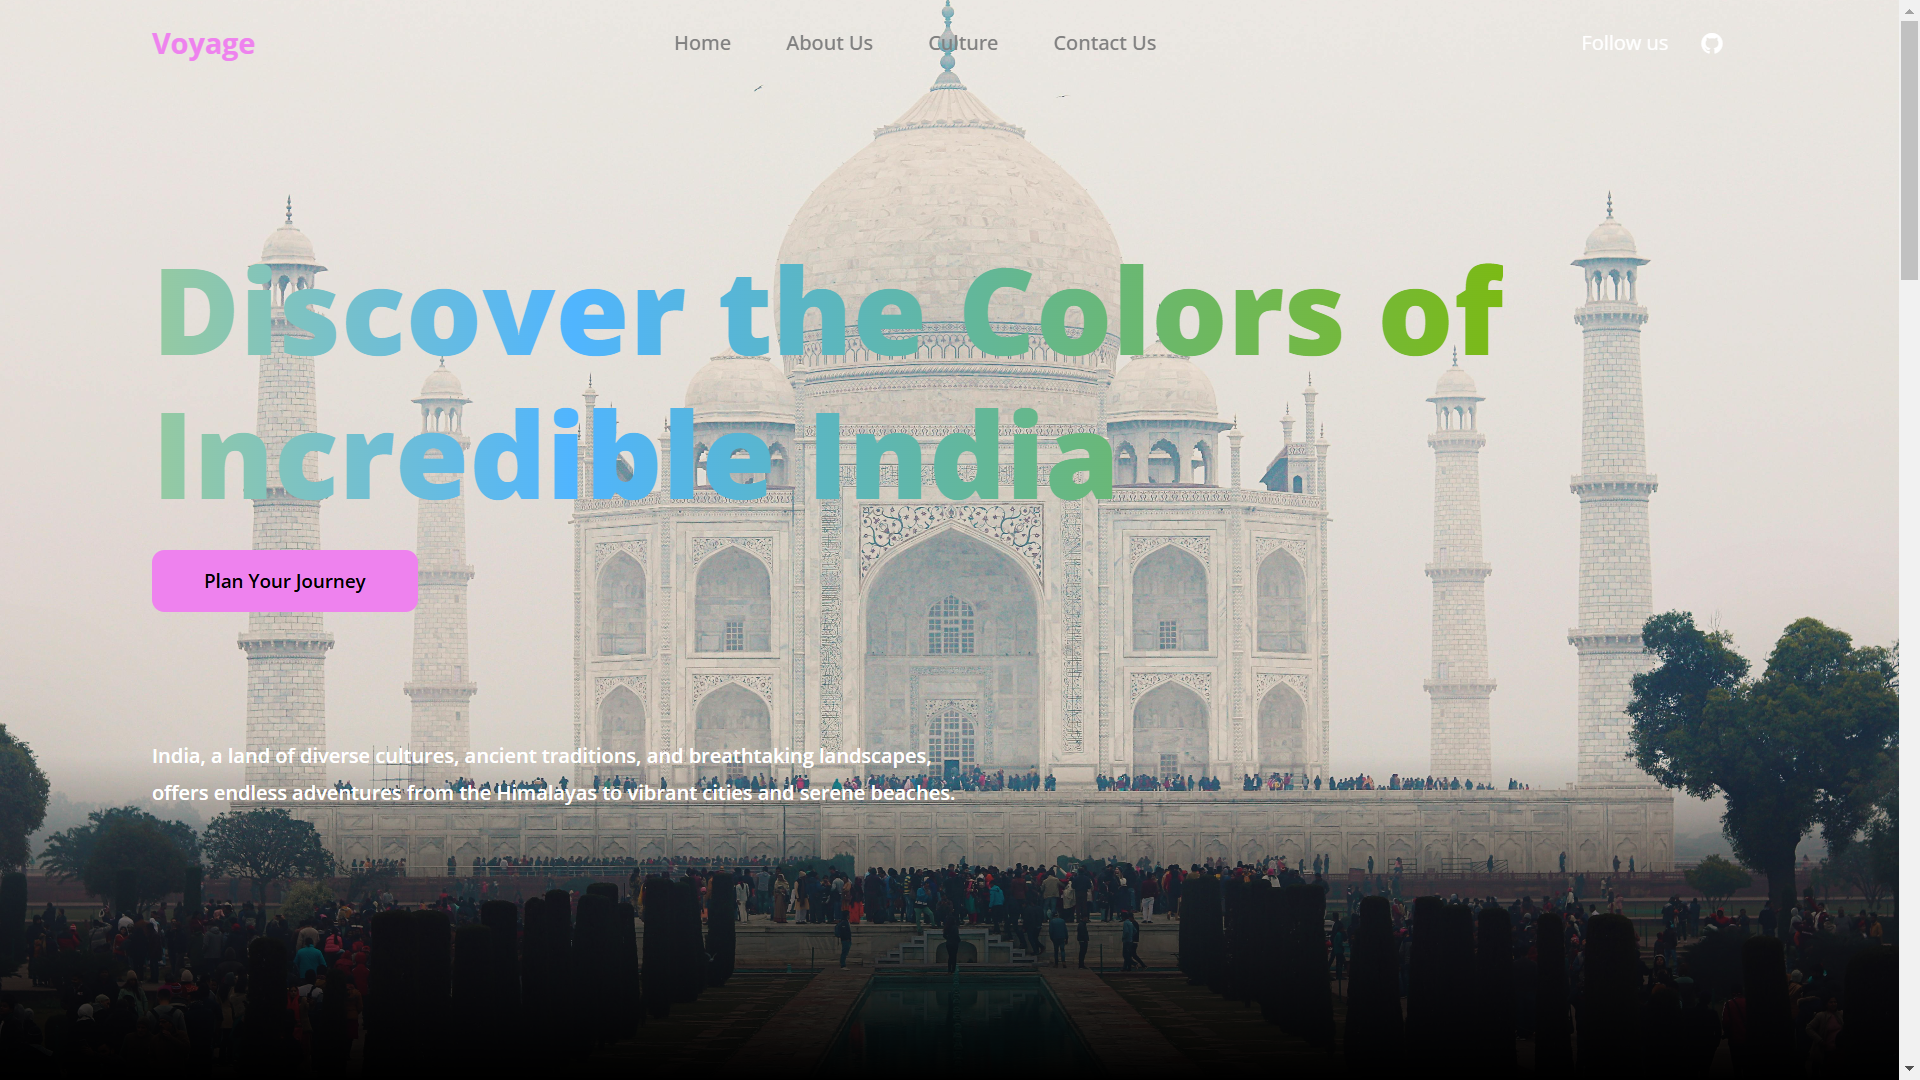 Voyage
Home
About Us
Culture
Contact Us
Follow us
Discover the Colors of
Incredible India
Plan Your Journey
India, a land of diverse cultures, ancient traditions, and breathtaking landscapes,
offers endless adventures from the Himalayas to vibrant cities and serene beaches.